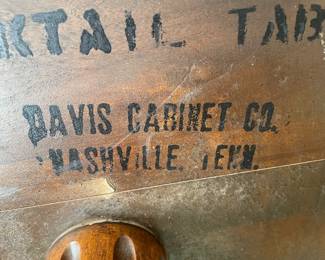 KTAIL TAB
DAVIS CABINET CO.
NASHVILLE, TENN.